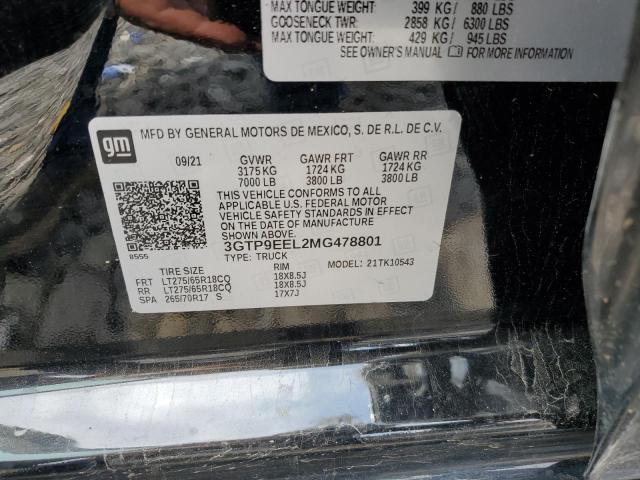 MAX TONGUE WEIGHT: 399 KG/ 880 LBS
GOOSENECK TWR: 2858 KG/ 6300LBS
MAX TONGUE WEIGHT: 429 KG/ 945 LBS
SEE OWNER'S MANUAL FOR MORE INFORMATION
gm MFD BY GENERAL MOTORS DE MEXICO, S. DE R.L. DE C.V.
09/21 GVWR GAWR FRT GAWR RR
3175 KG 1724 KG 1724 KG
7000 LB 3800 LB 3800 LB
THIS VEHICLE CONFORMS TO ALL
APPLICABLE U.S. FEDERAL MOTOR
VEHICLE SAFETY STANDARDS IN EFFECT
ON THE DATE OF MANUFACTURE
SHOWN ABOVE.
8555 3GTP9EEL2MG478801
TYPE: TRUCK MODEL: 21TK10543
TIRE SIZE RIM
FRT LT275/65R18CQ 18X8.5J
RR LT275/65R18CQ 18X8.5J
SPA 265/70R17 S 17X7J